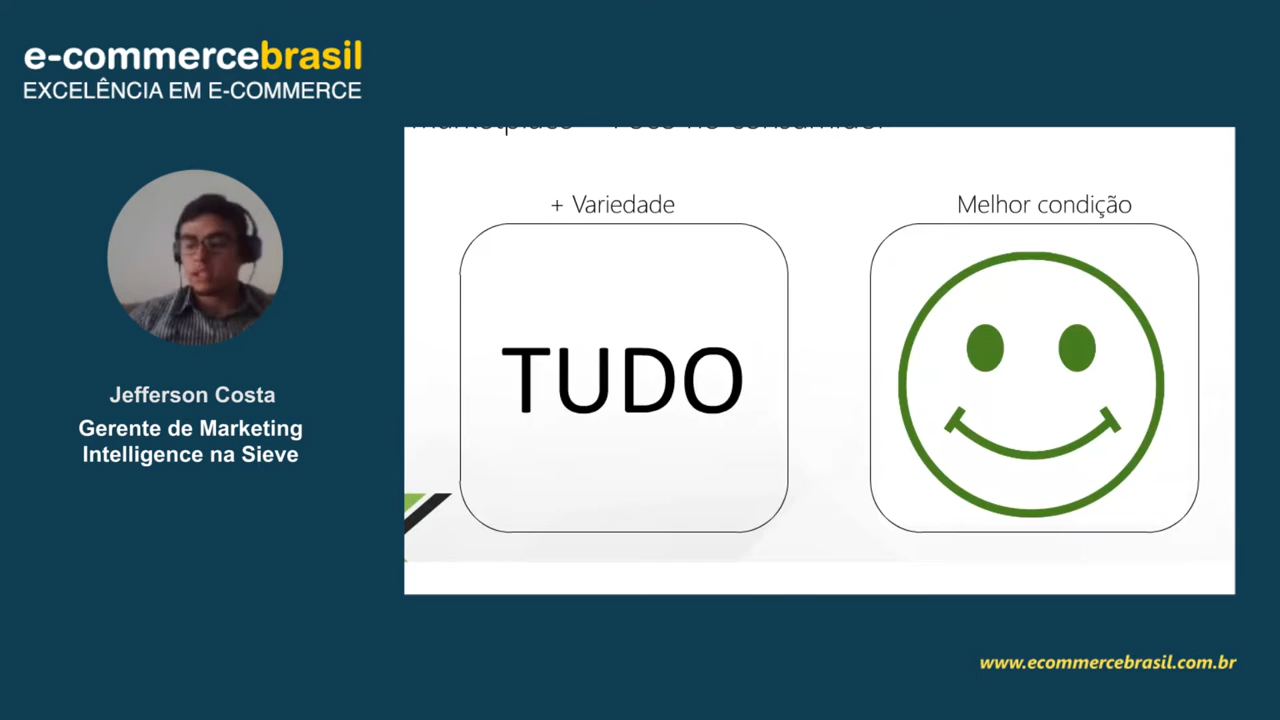 e-commercebrasil
EXCELÊNCIA EM E-COMMERCE
+ Variedade
Melhor condição
TUDO
Jefferson Costa
Gerente de Marketing
Intelligence na Sieve
www.ecommercebrasil.com.br